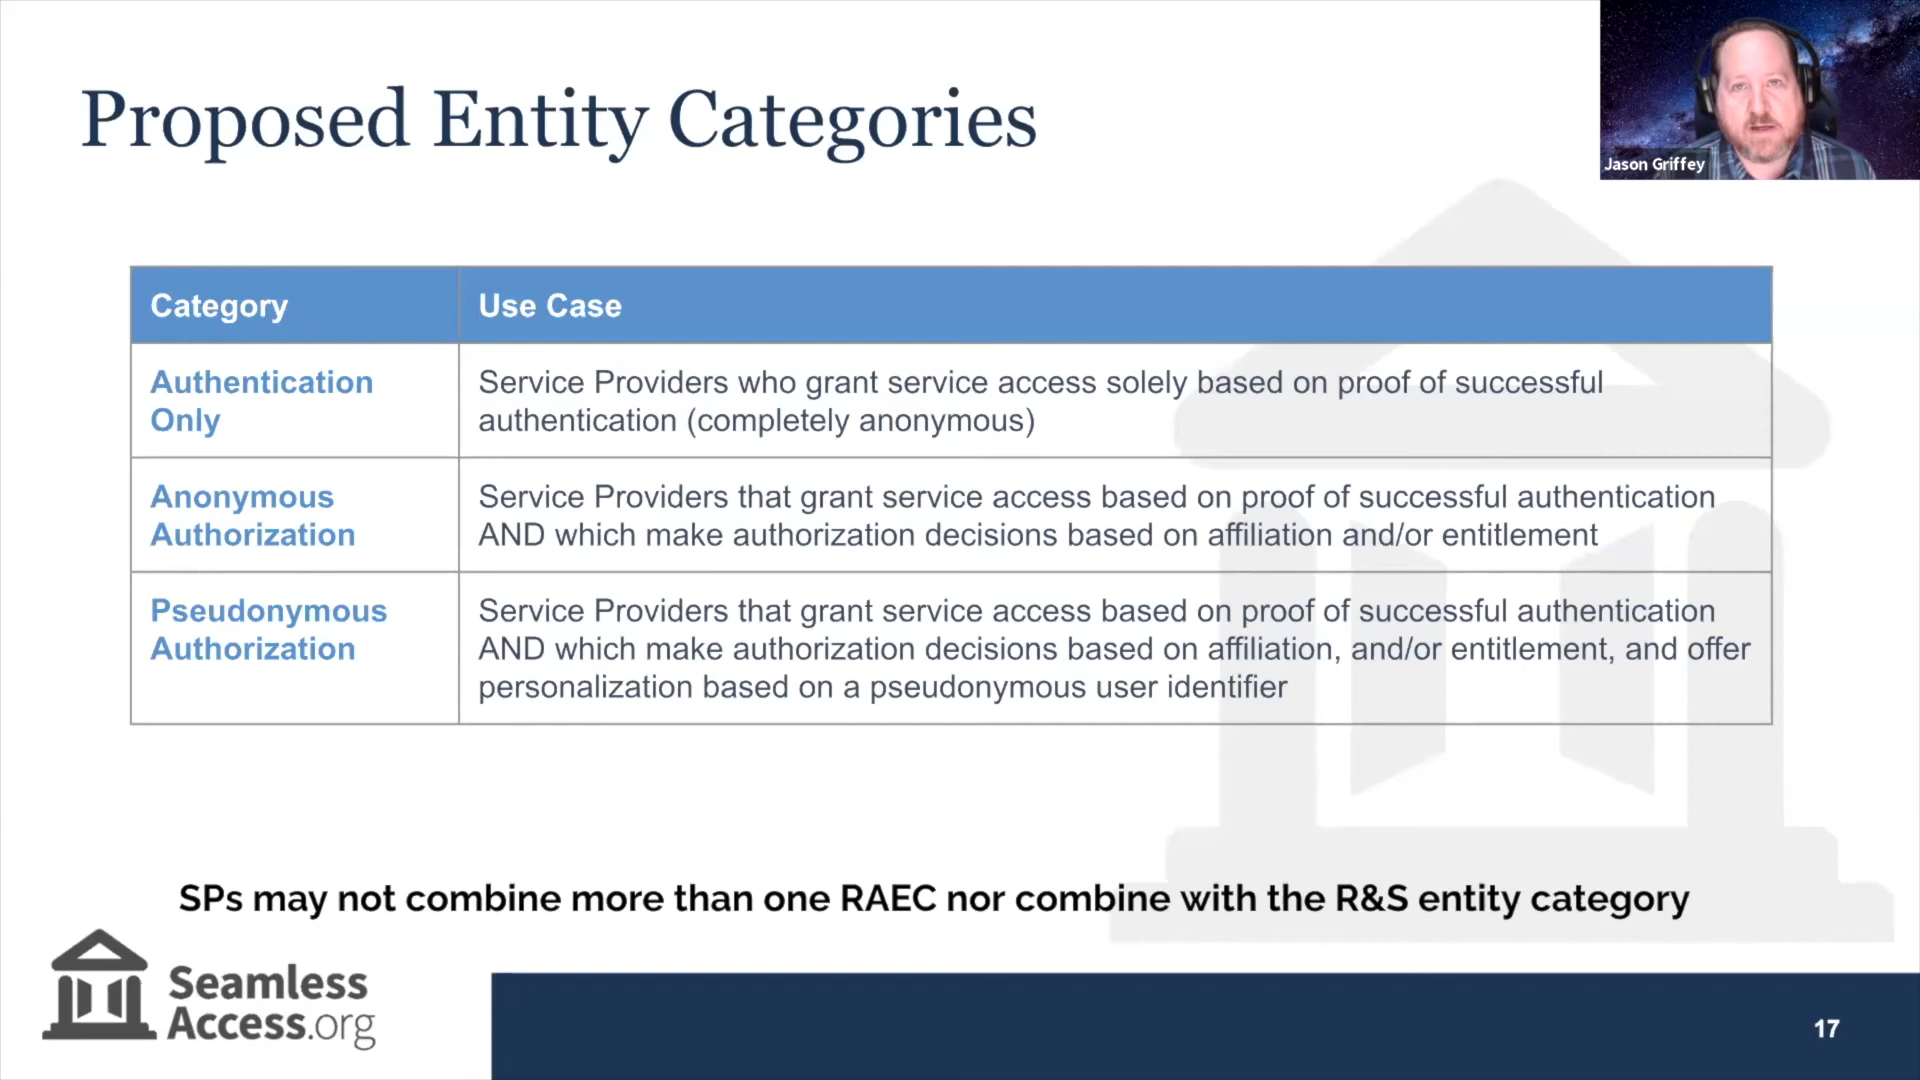 Proposed Entity Categories
Jason Griffey
Category
Use Case
Authentication
Only
Service Providers who grant service access solely based on proof of successful
authentication (completely anonymous)
Anonymous
Authorization
Service Providers that grant service access based on proof of successful authentication
AND which make authorization decisions based on affiliation and/or entitlement
Pseudonymous
Authorization
Service Providers that grant service access based on proof of successful authentication
AND which make authorization decisions based on affiliation, and/or entitlement, and offer
personalization based on a pseudonymous user identifier
SPs may not combine more than one RAEC nor combine with the R&S entity category
Seamless
Access.org
17